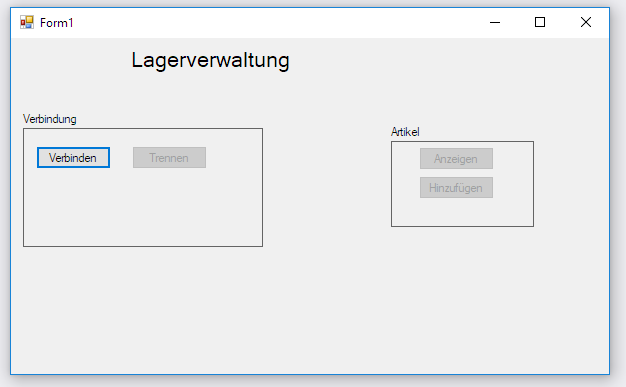 Form1
Lagerverwaltung
Verbindung
Verbinden Trennen
Artikel
Anzeigen
Hinzufügen